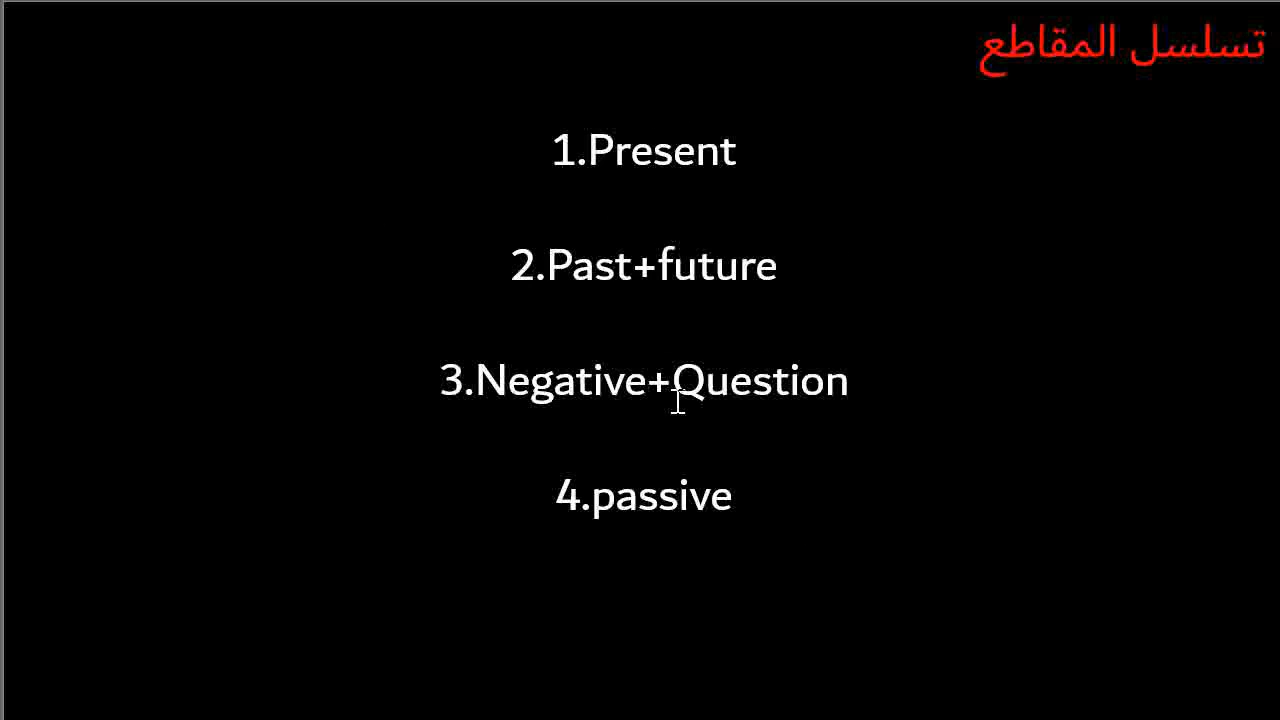 تسلسل المقاطع
1.Present
2.Past+future
3.Negative+Question
4.passive